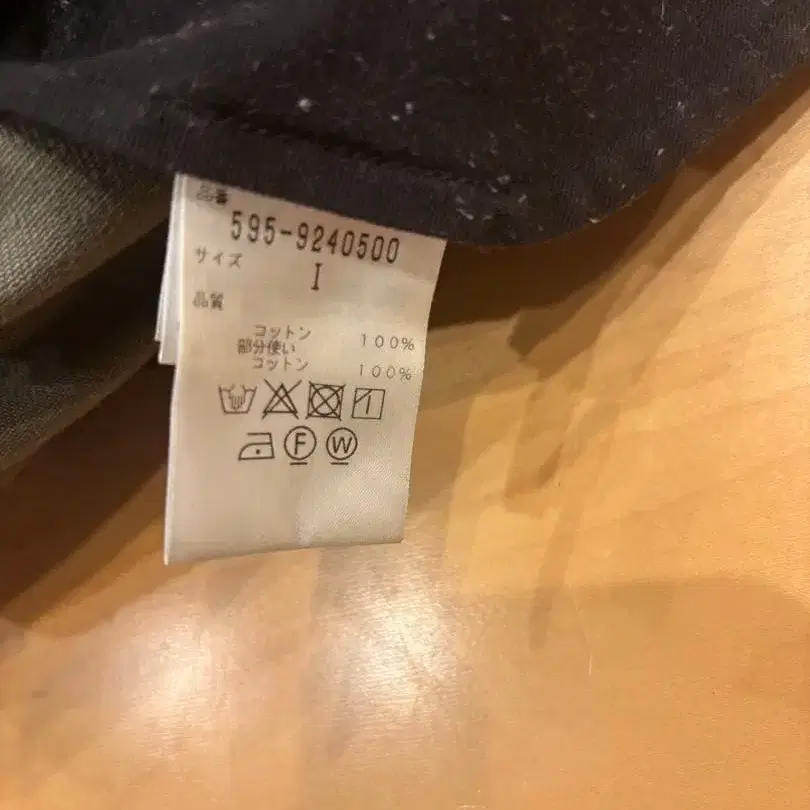 品番
595-9240500
サイズ
I
品質
コットン 100%
部分使い
コットン 100%
F W